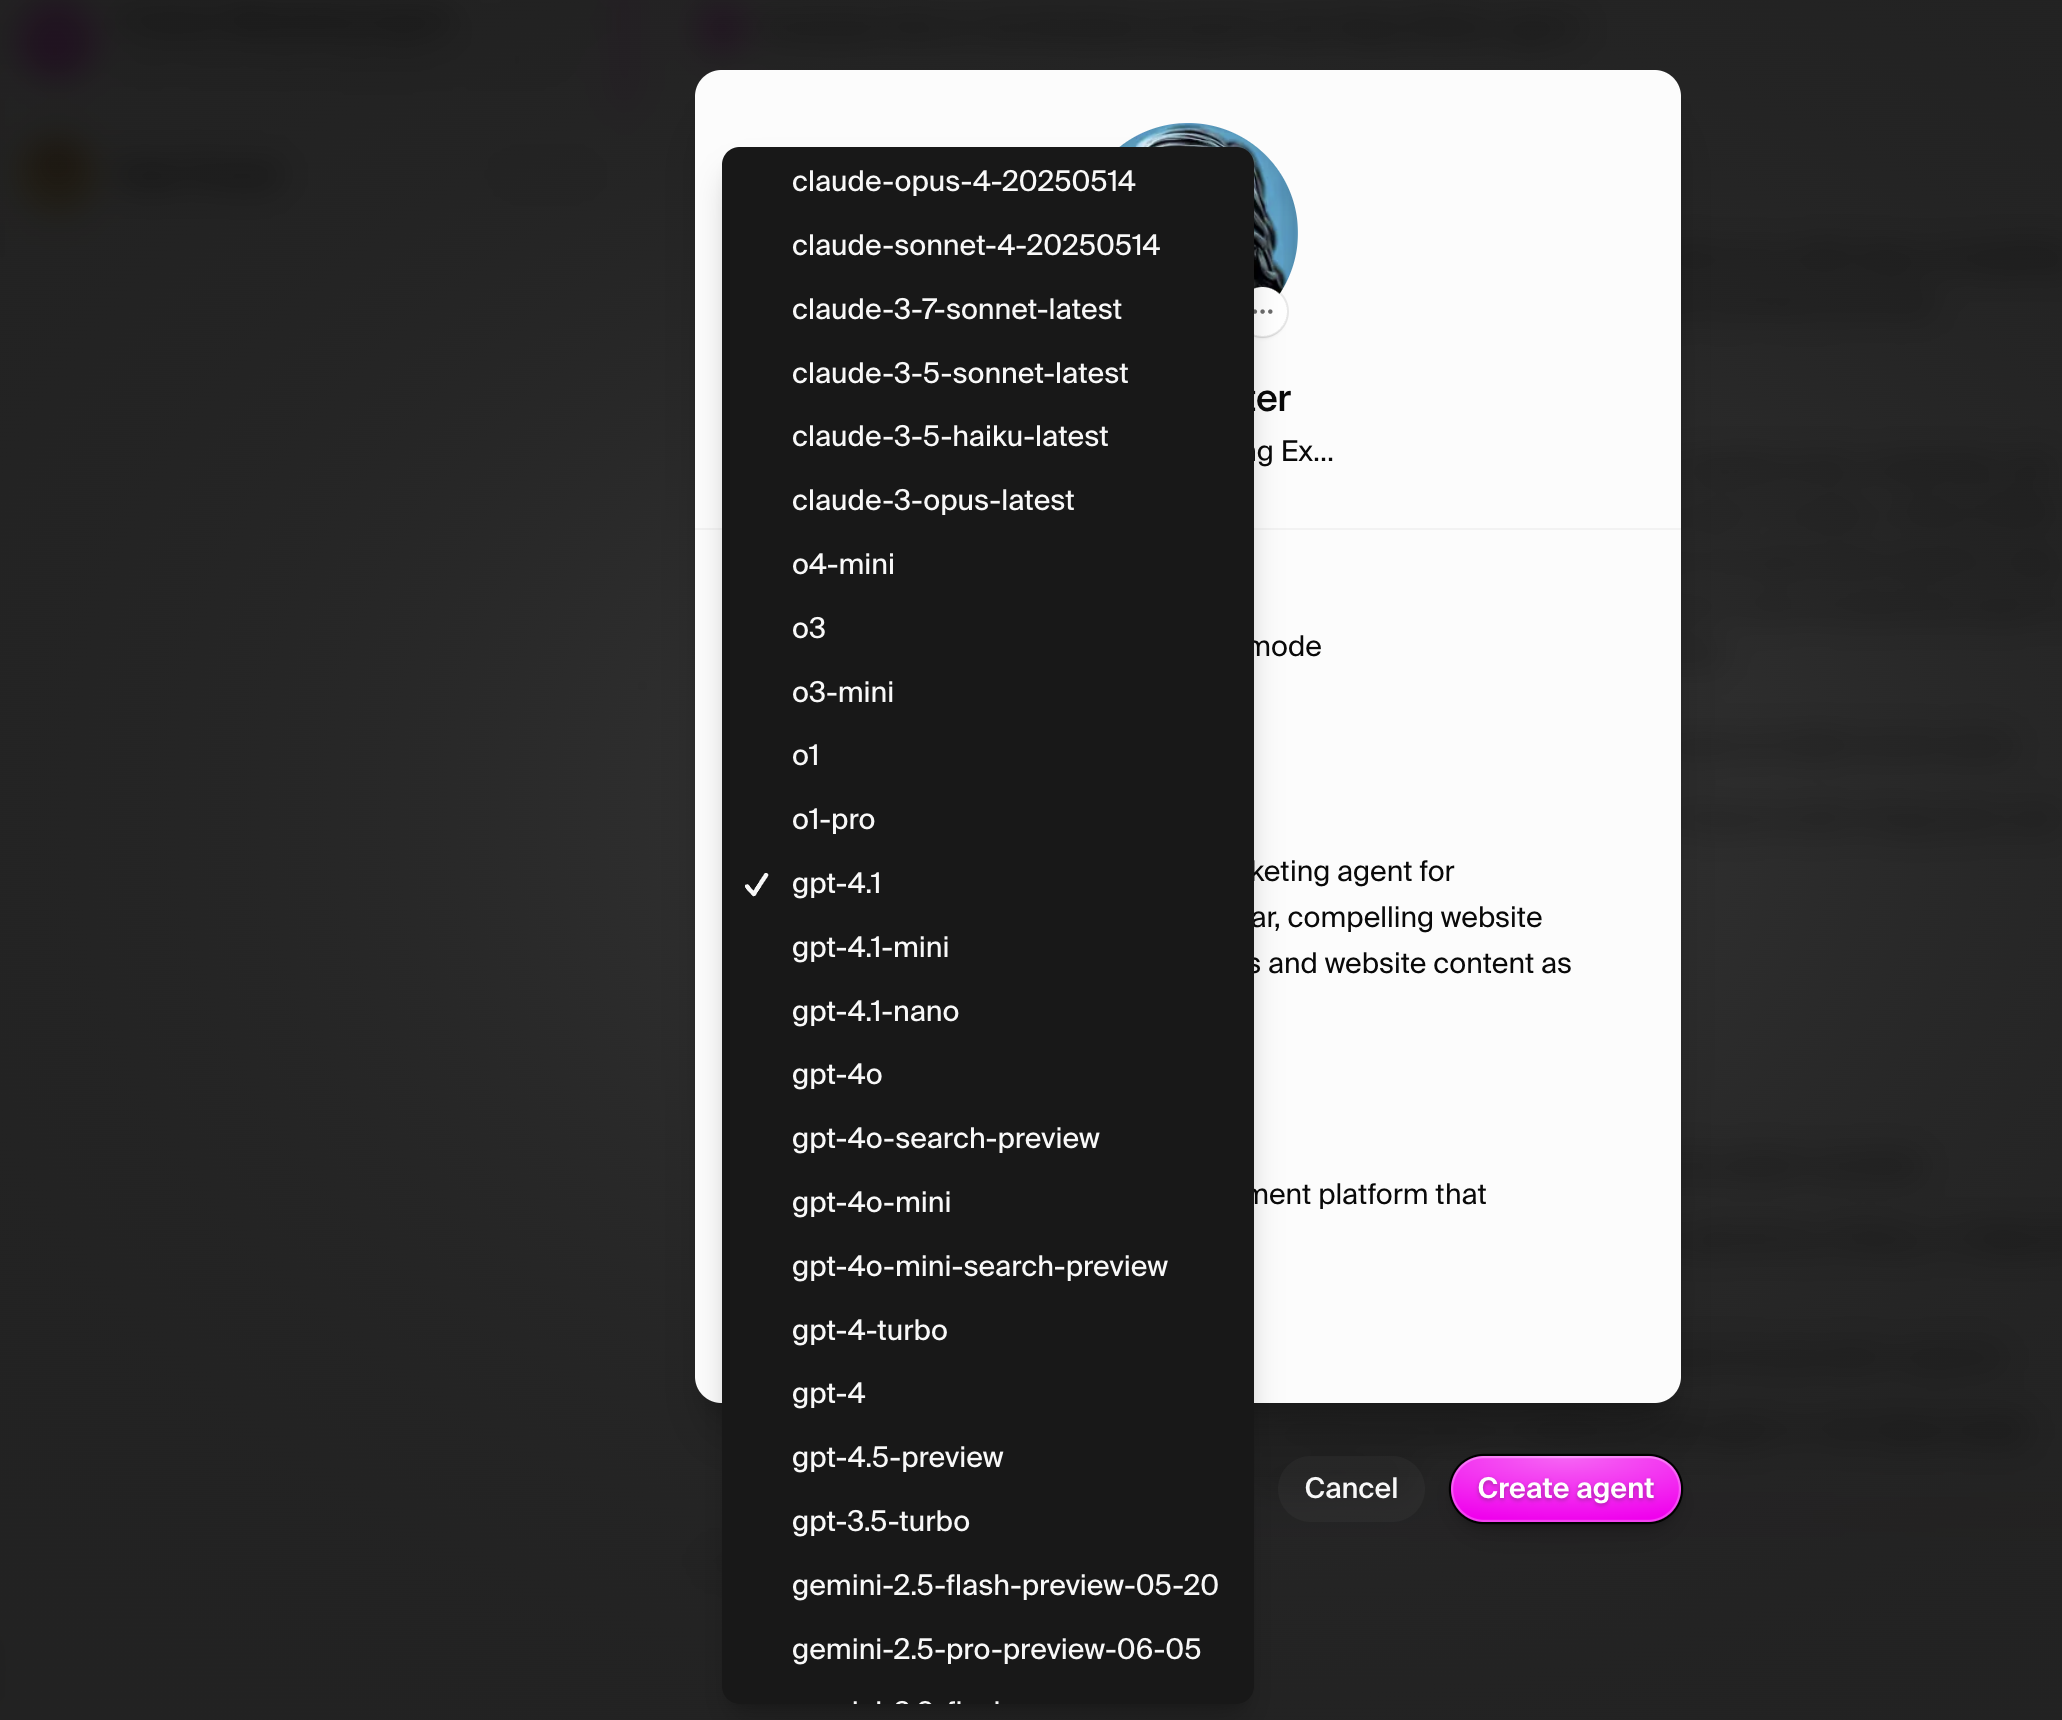 claude-opus-4-20250514
claude-sonnet-4-20250514
claude-3-7-sonnet-latest
claude-3-5-sonnet-latest
claude-3-5-haiku-latest
claude-3-opus-latest
o4-mini
o3
o3-mini
o1
o1-pro
gpt-4.1
gpt-4.1-mini
gpt-4.1-nano
gpt-4o
gpt-4o-search-preview
gpt-4o-mini
gpt-4o-mini-search-preview
gpt-4-turbo
gpt-4
gpt-4.5-preview
gpt-3.5-turbo
gemini-2.5-flash-preview-05-20
gemini-2.5-pro-preview-06-05
Ex...
mode
agent for
compelling website
and website content as
platform that
Cancel
Create agent